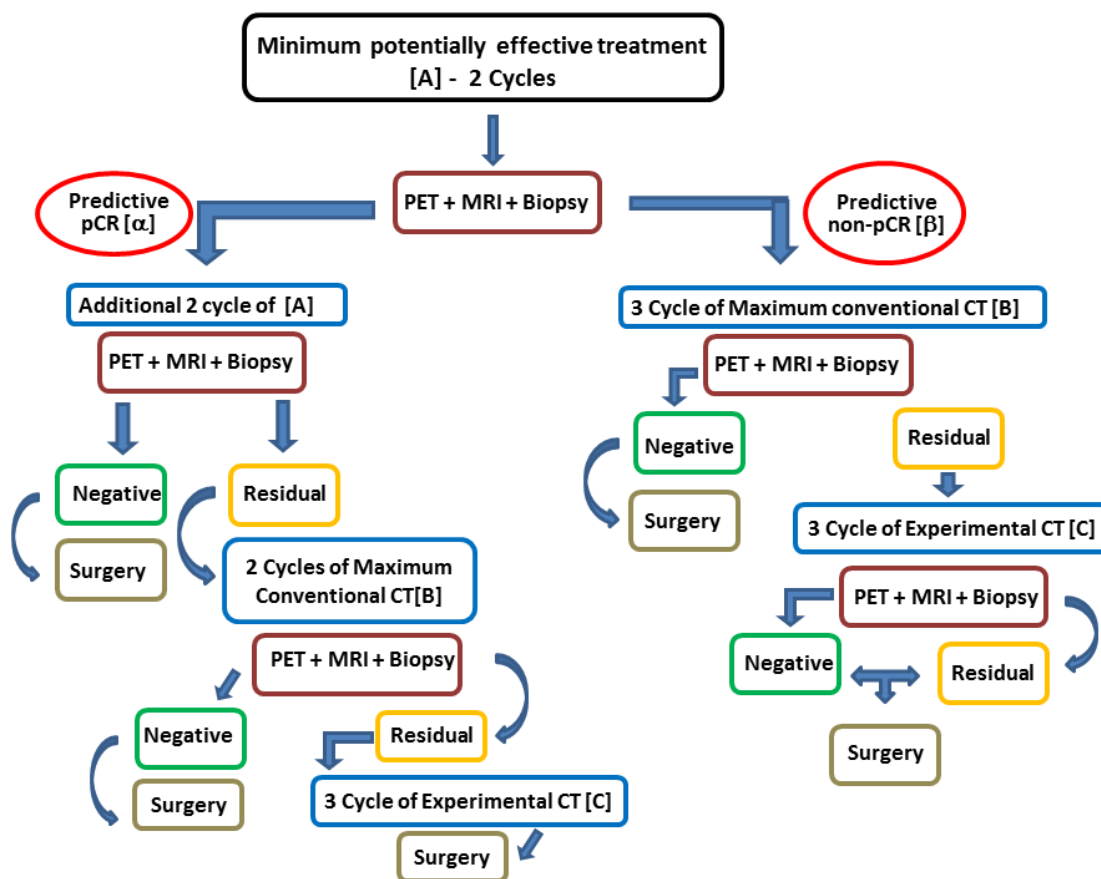 Minimum potentially effective treatment
[A] - 2 Cycles
PET + MRI + Biopsy
Predictive
pCR [α]
Predictive
non-pCR [β]
Additional 2 cycle of [A]
PET + MRI + Biopsy
Negative
Residual
Surgery
2 Cycles of Maximum
Conventional CT[B]
PET + MRI + Biopsy
Negative
Residual
Surgery
3 Cycle of Experimental CT [C]
Surgery
3 Cycle of Maximum conventional CT [B]
PET + MRI + Biopsy
Negative
Residual
Surgery
3 Cycle of Experimental CT [C]
PET + MRI + Biopsy
Negative
Residual
Surgery